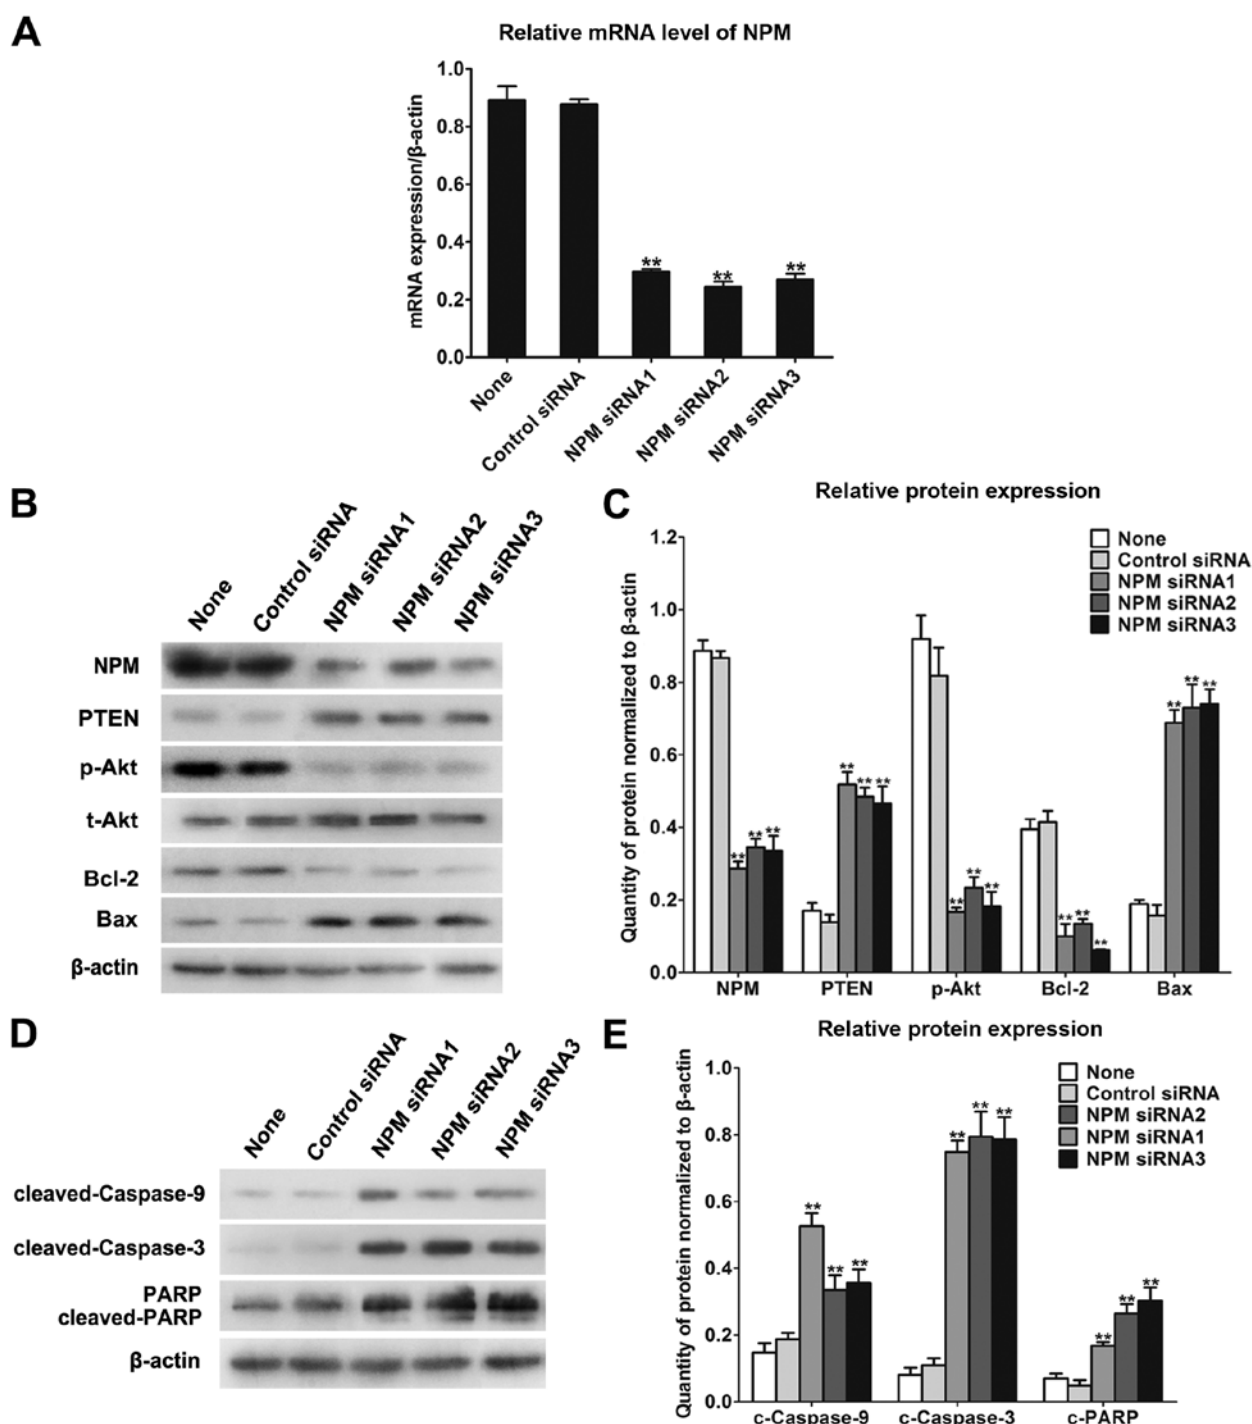 A
Relative mRNA level of NPM
mRNA expression/β-actin
1.0
0.8
0.6
0.4
0.2
0.0
** ** **
None
Control siRNA
NPM siRNA1
NPM siRNA2
NPM siRNA3
B
None
Control siRNA
NPM siRNA1
NPM siRNA2
NPM siRNA3
NPM
PTEN
p-Akt
t-Akt
Bcl-2
Bax
β-actin
C
Relative protein expression
Quantity of protein normalized to β-actin
1.2
1.0
0.8
0.6
0.4
0.2
0.0
None
Control siRNA
NPM siRNA1
NPM siRNA2
NPM siRNA3
** ** ** ** ** ** ** ** ** ** ** ** ** ** **
NPM PTEN p-Akt Bcl-2 Bax
D
None
Control siRNA
NPM siRNA1
NPM siRNA2
NPM siRNA3
cleaved-Caspase-9
cleaved-Caspase-3
PARP
cleaved-PARP
β-actin
E
Relative protein expression
Quantity of protein normalized to β-actin
1.0
0.8
0.6
0.4
0.2
0.0
None
Control siRNA
NPM siRNA2
NPM siRNA1
NPM siRNA3
** ** ** ** ** ** ** ** **
c-Caspase-9 c-Caspase-3 c-PARP